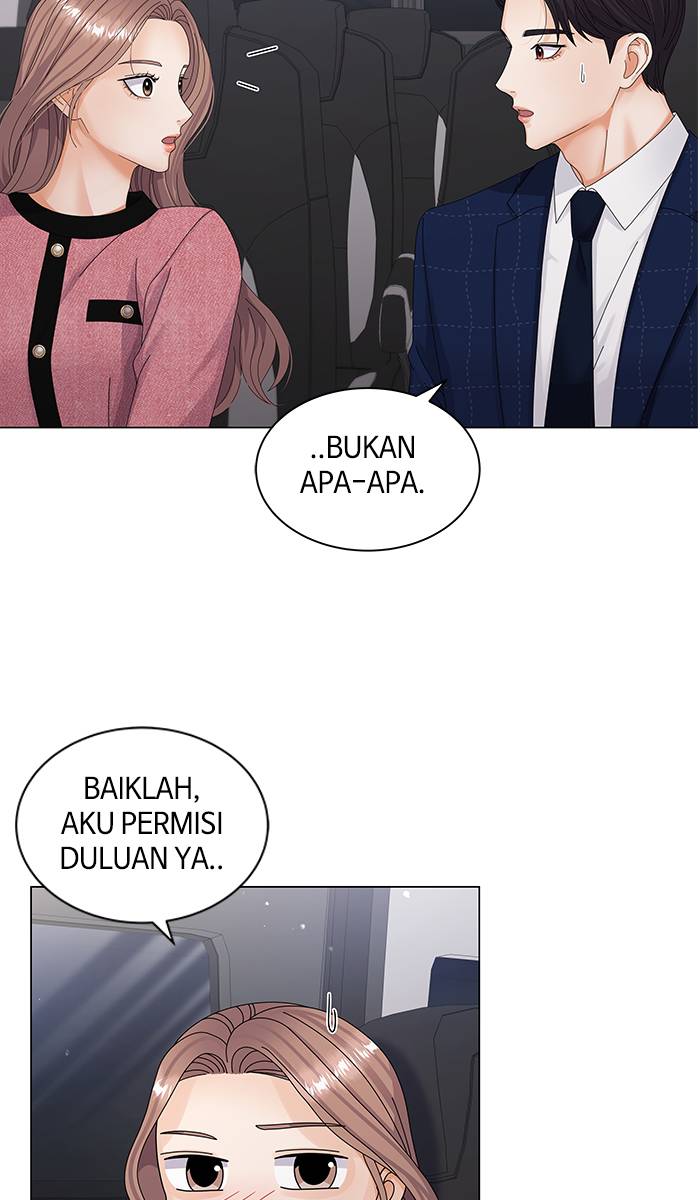 ..BUKAN
APA-APA.
BAIKLAH,
AKU PERMISI
DULUAN YA..